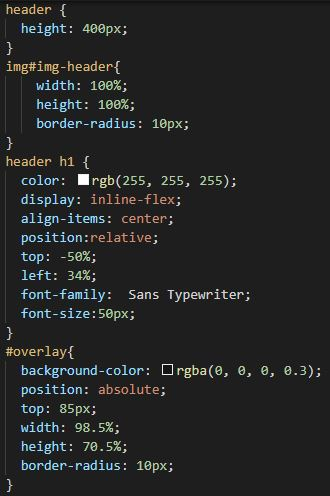 header {
  height: 400px;
}
img#img-header{
    width: 100%;
    height: 100%;
    border-radius: 10px;
}
header h1 {
  color: rgb(255, 255, 255);
  display: inline-flex;
  align-items: center;
  position:relative;
  top: -50%;
  left: 34%;
  font-family:  Sans Typewriter;
  font-size:50px;
}
#overlay{
  background-color: rgba(0, 0, 0, 0.3);
  position: absolute;
  top: 85px;
  width: 98.5%;
  height: 70.5%;
  border-radius: 10px;
}